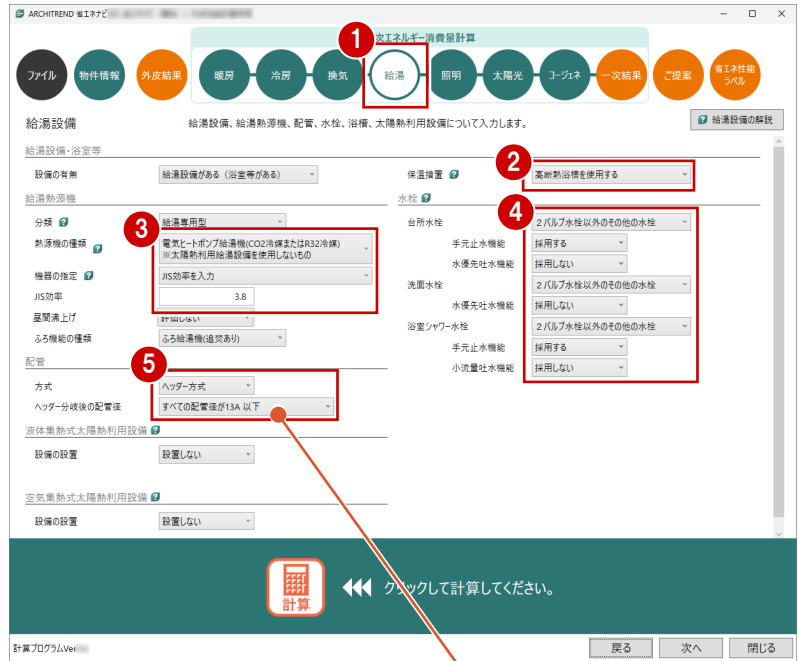 ARCHITREND 省エネナビ
1
次エネルギー消費量計算
ファイル
物件情報
外皮結果
暖房
冷房
換気
給湯
照明
太陽光
コージェネ
一次結果
ご提案
省エネ性能
ラベル
給湯設備
給湯設備、給湯熱源機、配管、水栓、浴槽、太陽熱利用設備について入力します。
? 給湯設備の解説
給湯設備・浴室等
設備の有無
給湯設備がある（浴室等がある）
2
保温措置 ?
高断熱浴槽を使用する
給湯熱源機
分類 ?
給湯専用型
3
熱源機の種類 ?
電気ヒートポンプ給湯機(CO2冷媒またはR32冷媒)
※太陽熱利用給湯設備を使用しないもの
機器の指定 ?
JIS効率を入力
JIS効率
3.8
昼間沸上げ
評価しない
ふろ機能の種類
ふろ給湯機(追焚あり)
水栓 ?
4
台所水栓
２バルブ水栓以外のその他の水栓
手元止水機能
採用する
水優先吐水機能
採用しない
洗面水栓
２バルブ水栓以外のその他の水栓
水優先吐水機能
採用しない
浴室シャワー水栓
２バルブ水栓以外のその他の水栓
手元止水機能
採用する
小流量吐水機能
採用しない
配管
5
方式
ヘッダー方式
ヘッダー分岐後の配管径
すべての配管径が13A 以下
液体集熱式太陽熱利用設備 ?
設備の設置
設置しない
空気集熱式太陽熱利用設備 ?
設備の設置
設置しない
計算
クリックして計算してください。
計算プログラムVer
戻る
次へ
閉じる